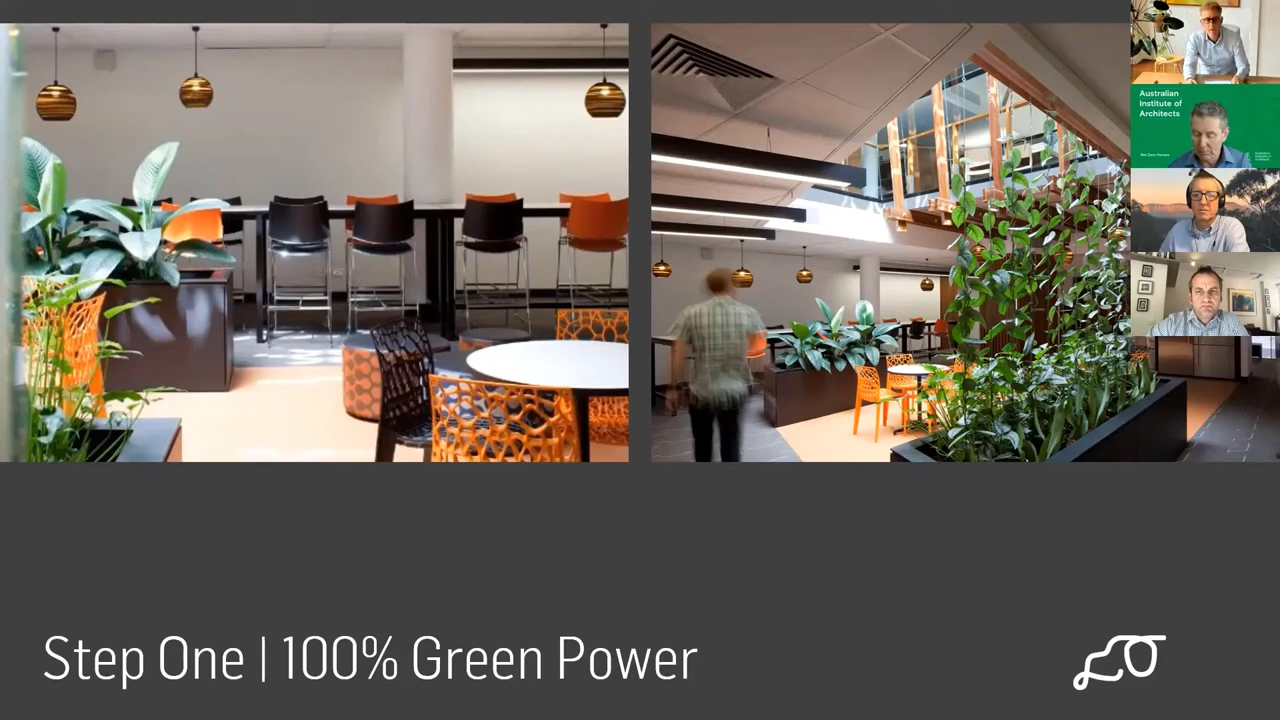 Australian
Institute of
Architects
Step One | 100% Green Power